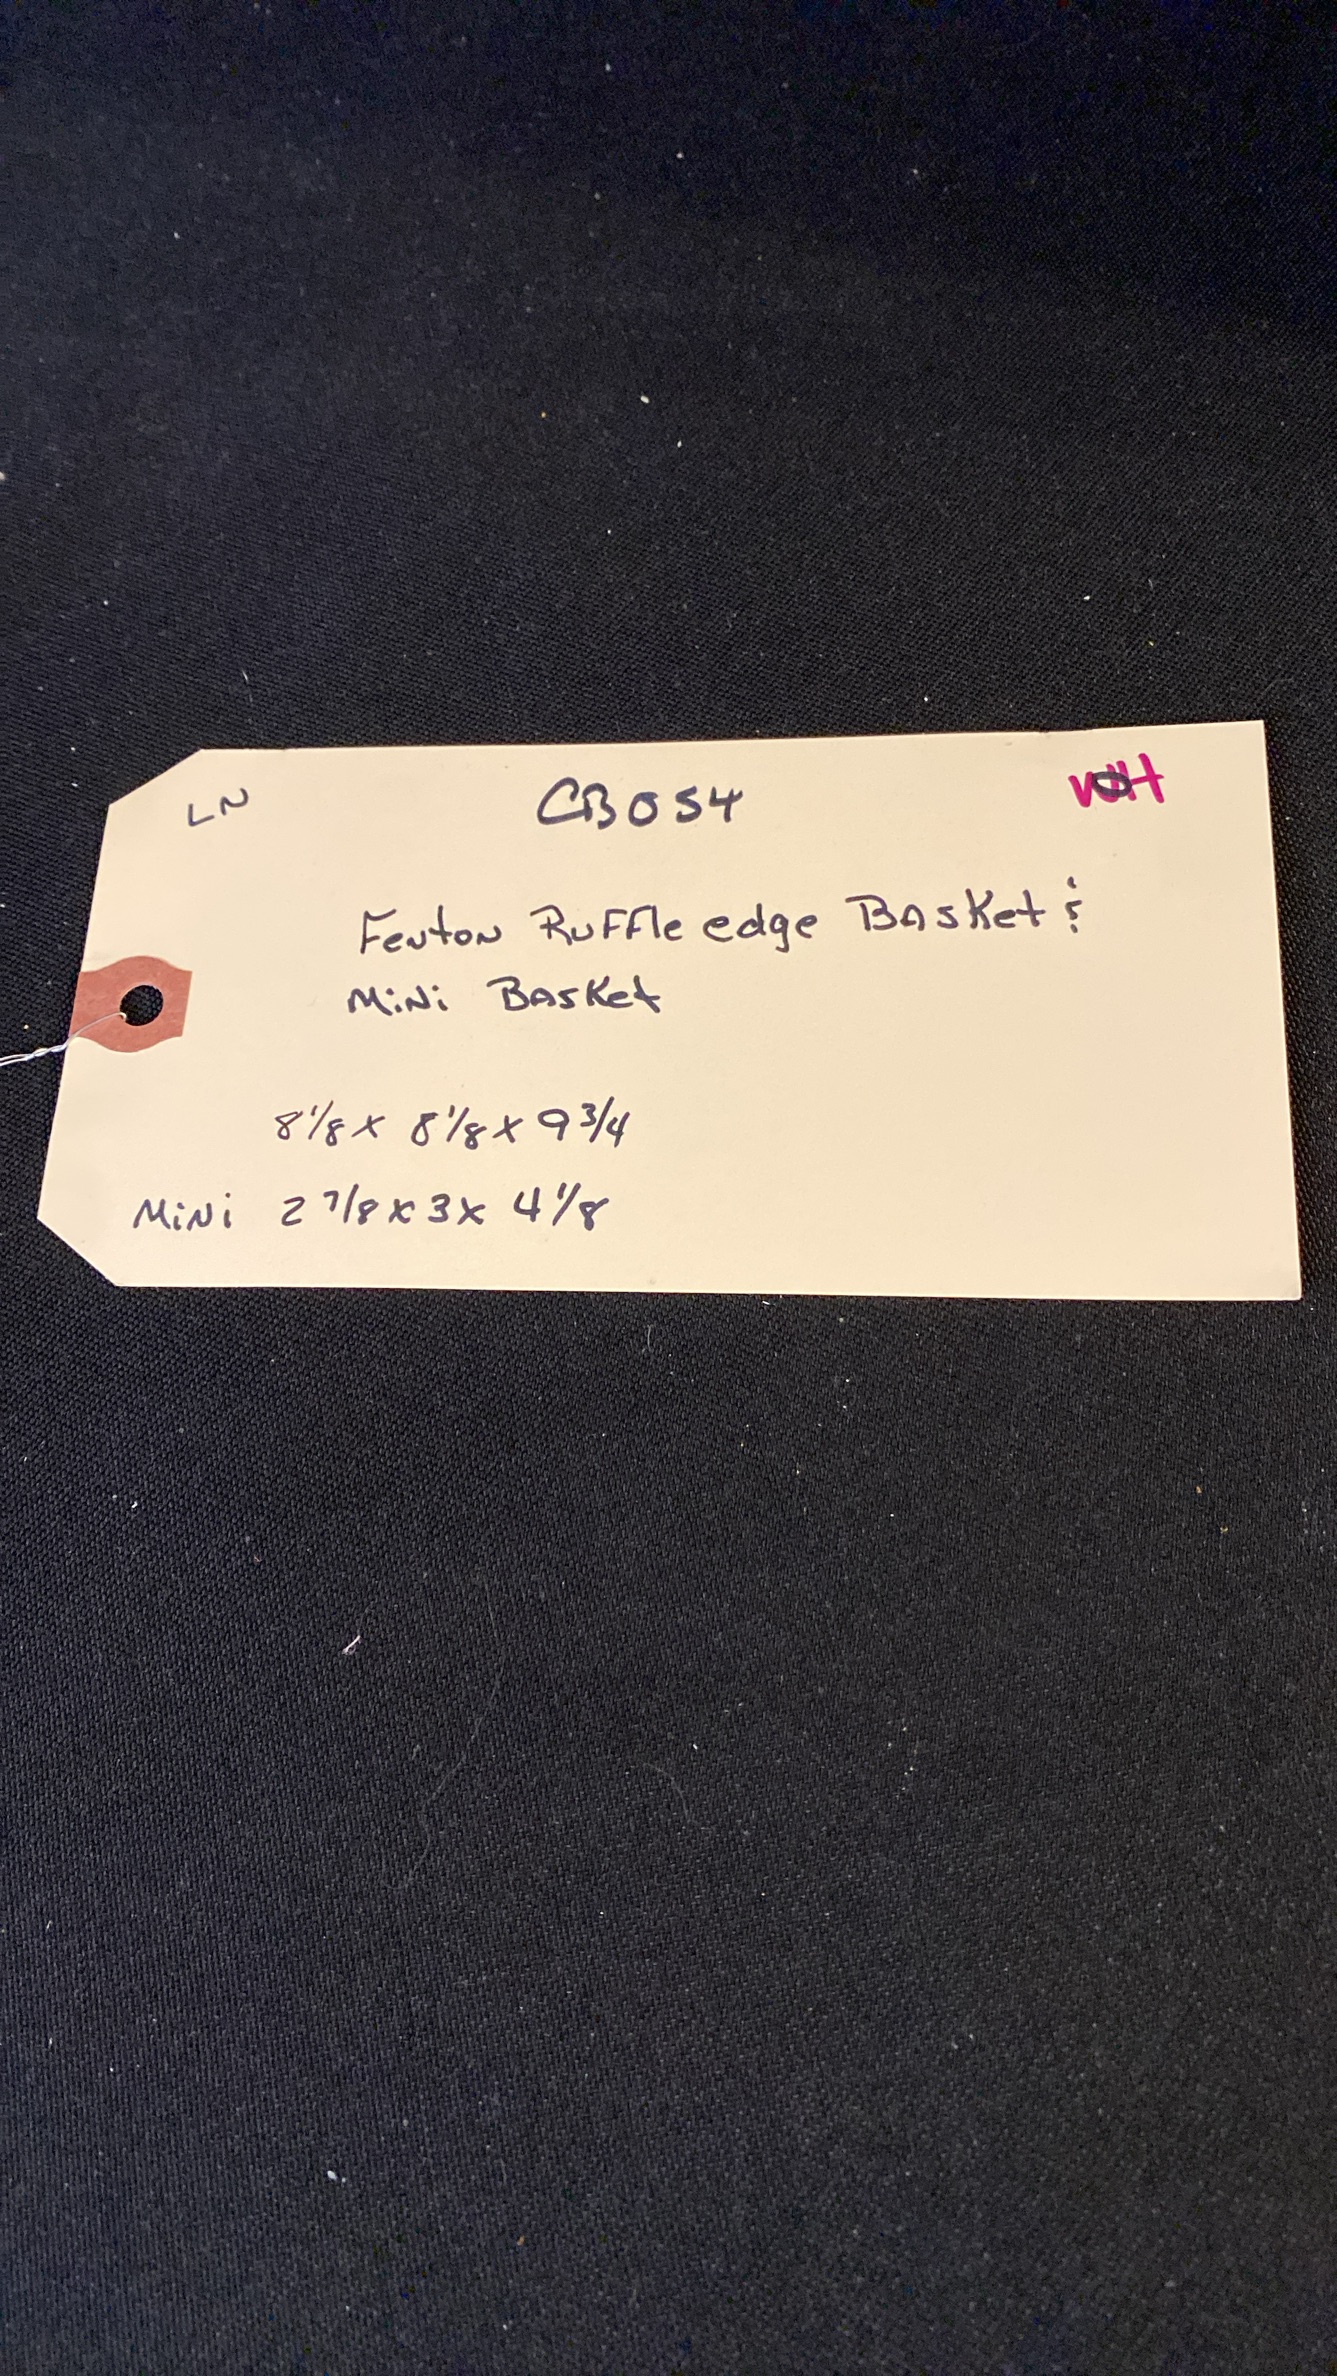 LN CB054 WH
Fenton Ruffle edge Basket &
Mini Basket
8 1/8 x 8 1/8 x 9 3/4
Mini 2 7/8 x 3 x 4 1/8